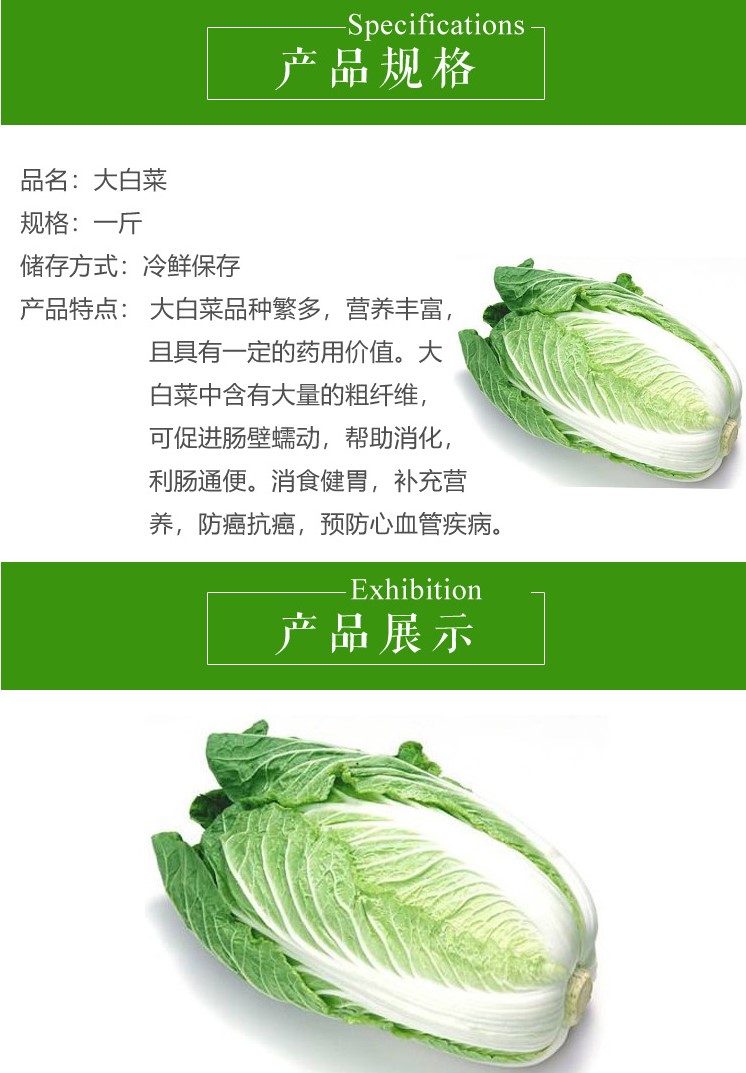 Specifications
产品规格
品名：大白菜
规格：一斤
储存方式：冷鲜保存
产品特点： 大白菜品种繁多，营养丰富，
且具有一定的药用价值。大
白菜中含有大量的粗纤维，
可促进肠壁蠕动，帮助消化，
利肠通便。消食健胃，补充营
养，防癌抗癌，预防心血管疾病。
Exhibition
产品展示